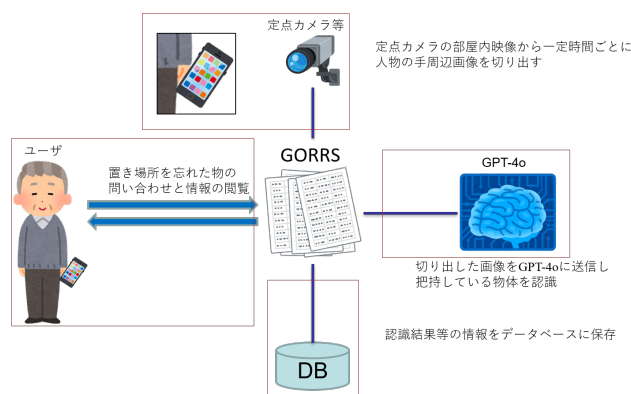 定点カメラ等
定点カメラの部屋内映像から一定時間ごとに
人物の手周辺画像を切り出す
ユーザ
置き場所を忘れた物の
問い合わせと情報の閲覧
GORRS
GPT-4o
切り出した画像をGPT-4oに送信し
把持している物体を認識
認識結果等の情報をデータベースに保存
DB